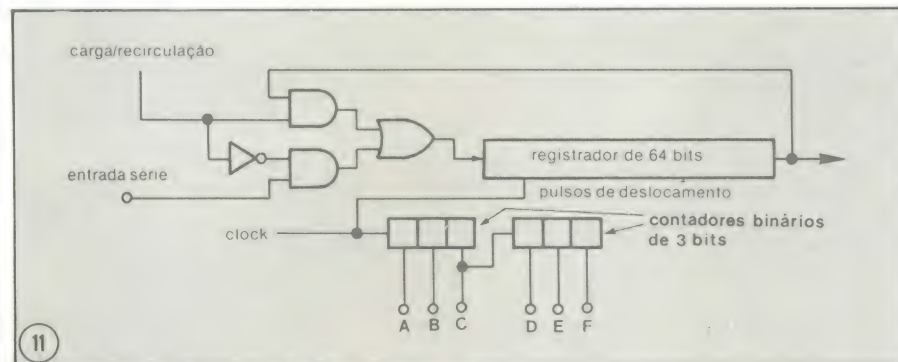 carga/recirculação
registrador de 64 bits
entrada série
pulsos de deslocamento
clock
contadores binários
de 3 bits
A B C D E F
11